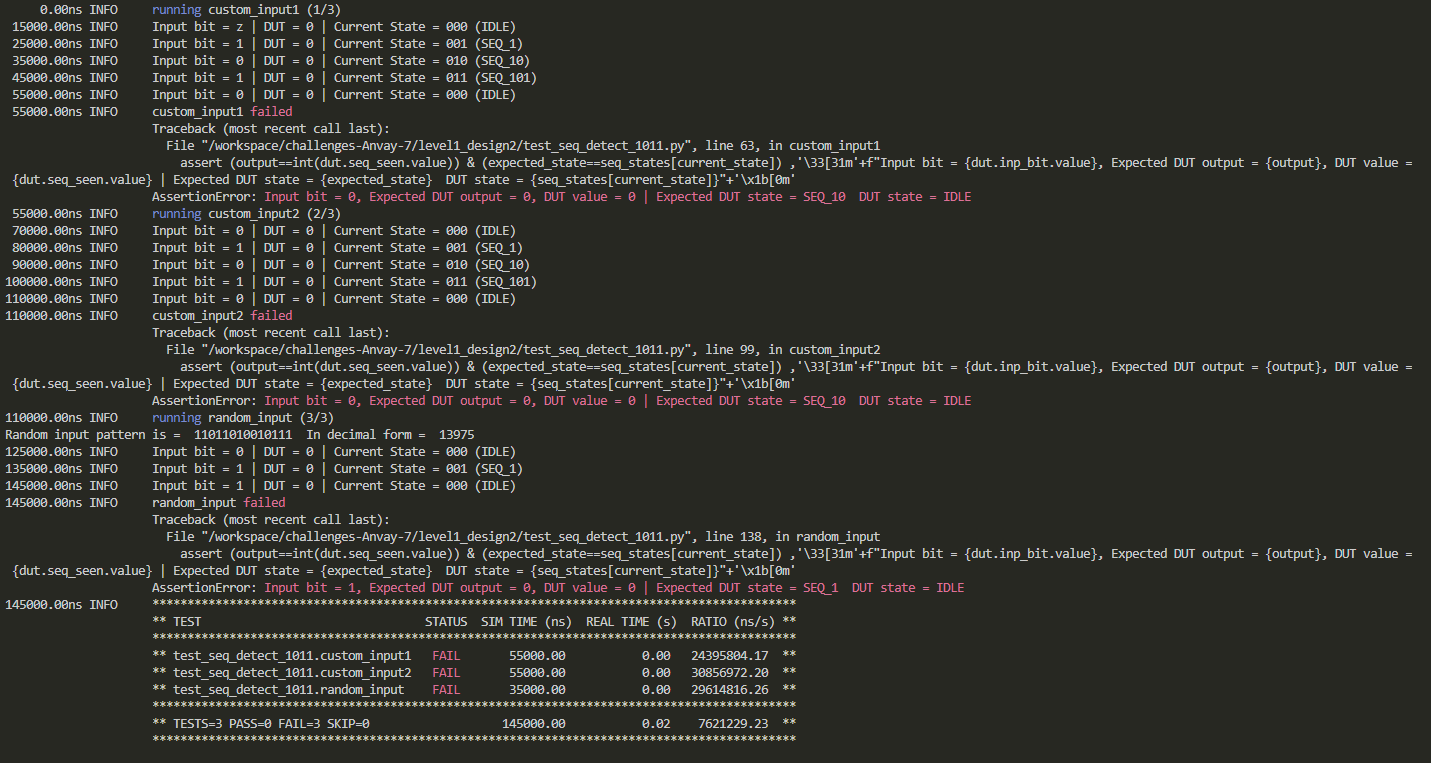 0.00ns INFO     running custom_input1 (1/3)
15000.00ns INFO     Input bit = z | DUT = 0 | Current State = 000 (IDLE)
25000.00ns INFO     Input bit = 1 | DUT = 0 | Current State = 001 (SEQ_1)
35000.00ns INFO     Input bit = 0 | DUT = 0 | Current State = 010 (SEQ_10)
45000.00ns INFO     Input bit = 1 | DUT = 0 | Current State = 011 (SEQ_101)
55000.00ns INFO     Input bit = 0 | DUT = 0 | Current State = 000 (IDLE)
55000.00ns INFO     custom_input1 failed
Traceback (most recent call last):
File "/workspace/challenges-Anvay-7/level1_design2/test_seq_detect_1011.py", line 63, in custom_input1
assert (output==int(dut.seq_seen.value)) & (expected_state==seq_states[current_state]) ,'\33[31m'+f"Input bit = {dut.inp_bit.value}, Expected DUT output = {output}, DUT value =
{dut.seq_seen.value} | Expected DUT state = {expected_state}  DUT state = {seq_states[current_state]}"+'\x1b[0m'
AssertionError: Input bit = 0, Expected DUT output = 0, DUT value = 0 | Expected DUT state = SEQ_10  DUT state = IDLE
55000.00ns INFO     running custom_input2 (2/3)
70000.00ns INFO     Input bit = 0 | DUT = 0 | Current State = 000 (IDLE)
80000.00ns INFO     Input bit = 1 | DUT = 0 | Current State = 001 (SEQ_1)
90000.00ns INFO     Input bit = 0 | DUT = 0 | Current State = 010 (SEQ_10)
100000.00ns INFO     Input bit = 1 | DUT = 0 | Current State = 011 (SEQ_101)
110000.00ns INFO     Input bit = 0 | DUT = 0 | Current State = 000 (IDLE)
110000.00ns INFO     custom_input2 failed
Traceback (most recent call last):
File "/workspace/challenges-Anvay-7/level1_design2/test_seq_detect_1011.py", line 99, in custom_input2
assert (output==int(dut.seq_seen.value)) & (expected_state==seq_states[current_state]) ,'\33[31m'+f"Input bit = {dut.inp_bit.value}, Expected DUT output = {output}, DUT value =
{dut.seq_seen.value} | Expected DUT state = {expected_state}  DUT state = {seq_states[current_state]}"+'\x1b[0m'
AssertionError: Input bit = 0, Expected DUT output = 0, DUT value = 0 | Expected DUT state = SEQ_10  DUT state = IDLE
110000.00ns INFO     running random_input (3/3)
Random input pattern is =  11011010010111  In decimal form =  13975
125000.00ns INFO     Input bit = 0 | DUT = 0 | Current State = 000 (IDLE)
135000.00ns INFO     Input bit = 1 | DUT = 0 | Current State = 001 (SEQ_1)
145000.00ns INFO     Input bit = 1 | DUT = 0 | Current State = 000 (IDLE)
145000.00ns INFO     random_input failed
Traceback (most recent call last):
File "/workspace/challenges-Anvay-7/level1_design2/test_seq_detect_1011.py", line 138, in random_input
assert (output==int(dut.seq_seen.value)) & (expected_state==seq_states[current_state]) ,'\33[31m'+f"Input bit = {dut.inp_bit.value}, Expected DUT output = {output}, DUT value =
{dut.seq_seen.value} | Expected DUT state = {expected_state}  DUT state = {seq_states[current_state]}"+'\x1b[0m'
AssertionError: Input bit = 1, Expected DUT output = 0, DUT value = 0 | Expected DUT state = SEQ_1  DUT state = IDLE
145000.00ns INFO     ********************************************************************************************
** TEST                                STATUS  SIM TIME (ns)  REAL TIME (s)  RATIO (ns/s) **
********************************************************************************************
** test_seq_detect_1011.custom_input1   FAIL       55000.00           0.00   24395804.17  **
** test_seq_detect_1011.custom_input2   FAIL       55000.00           0.00   30856972.20  **
** test_seq_detect_1011.random_input    FAIL       35000.00           0.00   29614816.26  **
********************************************************************************************
** TESTS=3 PASS=0 FAIL=3 SKIP=0                   145000.00           0.02    7621229.23  **
********************************************************************************************